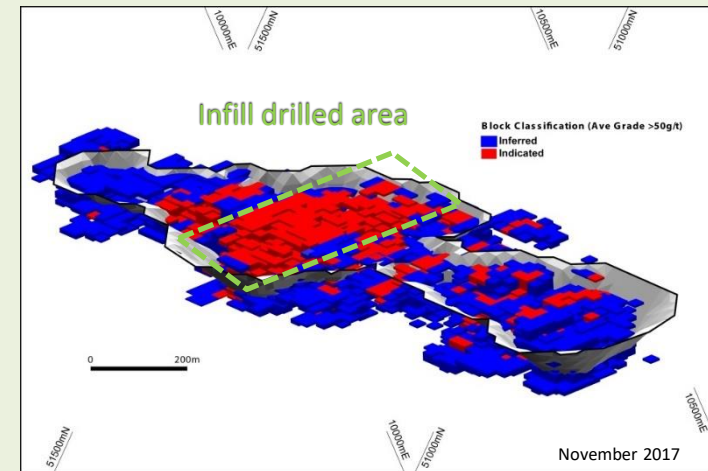 10000mE
51500mN
10500mE
51000mN
Infill drilled area
Block Classification (Ave Grade >50g/t)
Inferred
Indicated
0 200m
51500mN
10000mE
51000mN
10500mE
November 2017